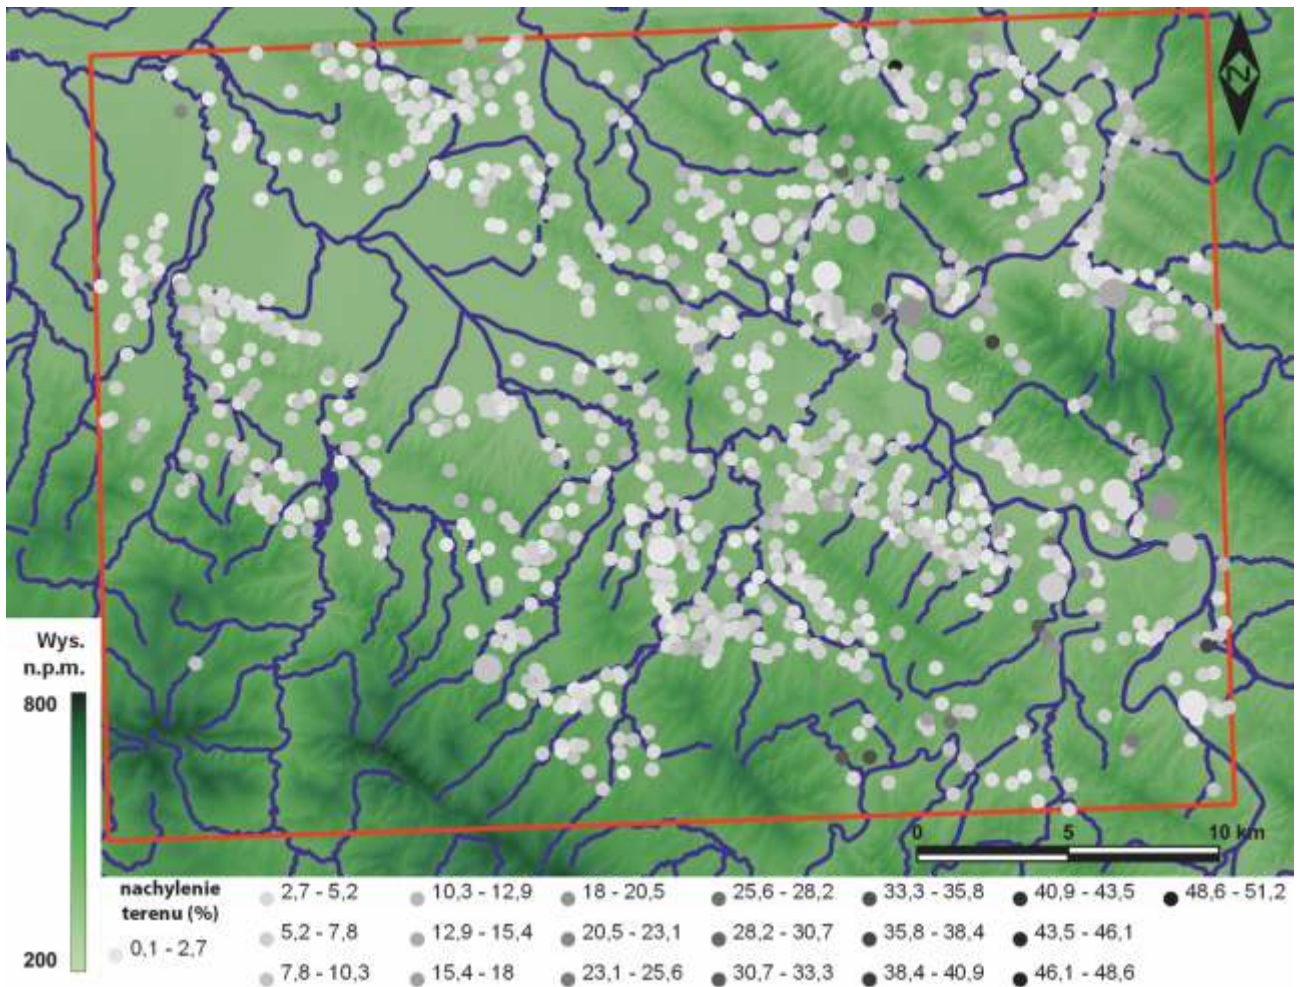 N
Wys.
n.p.m.
800
200
0 5 10 km
nachylenie
terenu (%)
0,1 - 2,7
2,7 - 5,2
5,2 - 7,8
7,8 - 10,3
10,3 - 12,9
12,9 - 15,4
15,4 - 18
18 - 20,5
20,5 - 23,1
23,1 - 25,6
25,6 - 28,2
28,2 - 30,7
30,7 - 33,3
33,3 - 35,8
35,8 - 38,4
38,4 - 40,9
40,9 - 43,5
43,5 - 46,1
46,1 - 48,6
48,6 - 51,2